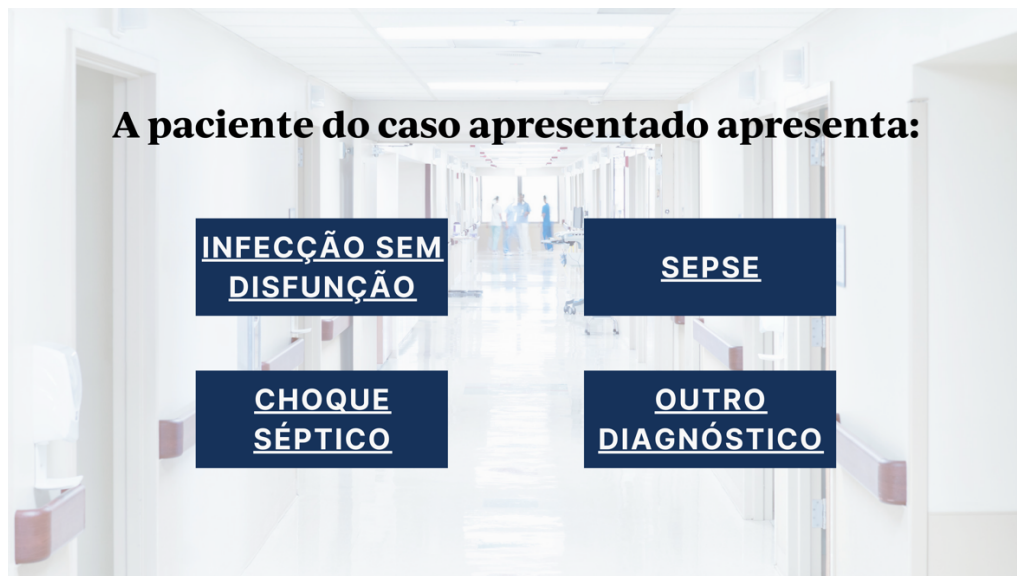 A paciente do caso apresentado apresenta:
INFECÇÃO SEM
DISFUNÇÃO
SEPSE
CHOQUE
SÉPTICO
OUTRO
DIAGNÓSTICO